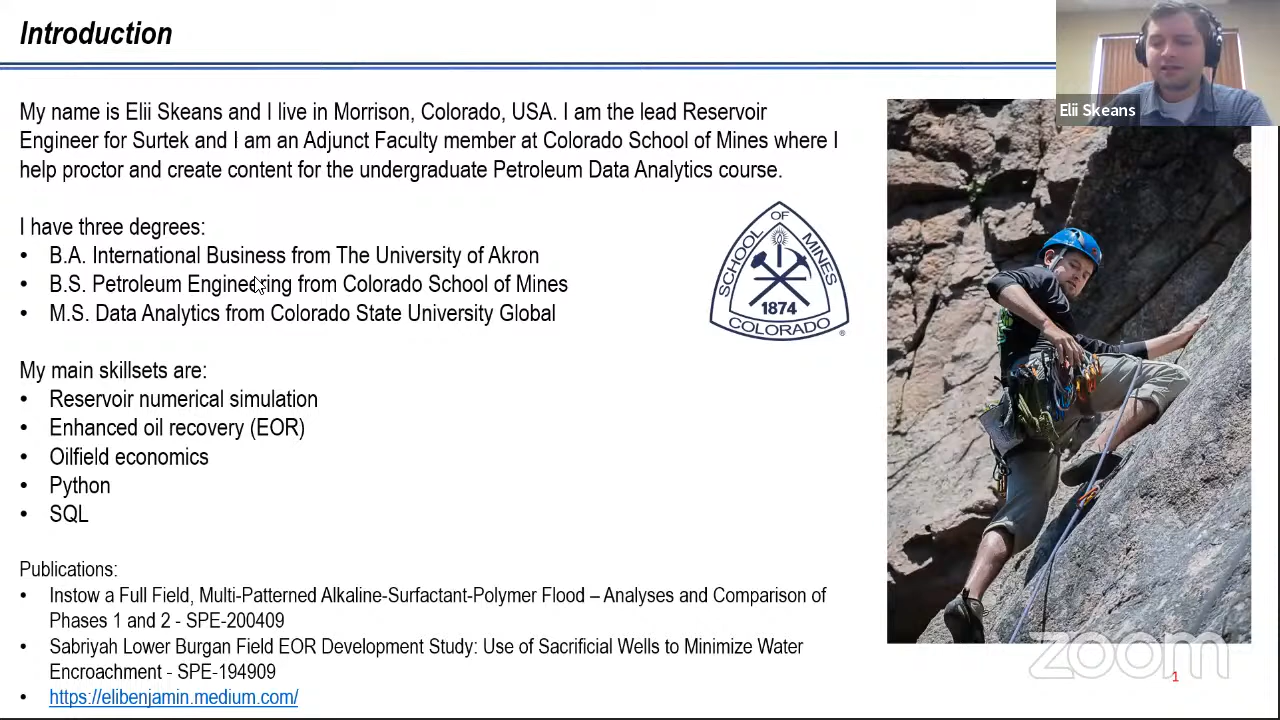 Introduction
Elii Skeans
My name is Elii Skeans and I live in Morrison, Colorado, USA. I am the lead Reservoir
Engineer for Surtek and I am an Adjunct Faculty member at Colorado School of Mines where I
help proctor and create content for the undergraduate Petroleum Data Analytics course.
I have three degrees:
• B.A. International Business from The University of Akron
• B.S. Petroleum Engineering from Colorado School of Mines
• M.S. Data Analytics from Colorado State University Global
SCHOOL OF MINES
1874
COLORADO ®
My main skillsets are:
• Reservoir numerical simulation
• Enhanced oil recovery (EOR)
• Oilfield economics
• Python
• SQL
Publications:
• Instow a Full Field, Multi-Patterned Alkaline-Surfactant-Polymer Flood – Analyses and Comparison of
Phases 1 and 2 - SPE-200409
• Sabriyah Lower Burgan Field EOR Development Study: Use of Sacrificial Wells to Minimize Water
Encroachment - SPE-194909
• https://elibenjamin.medium.com/
zoom
1